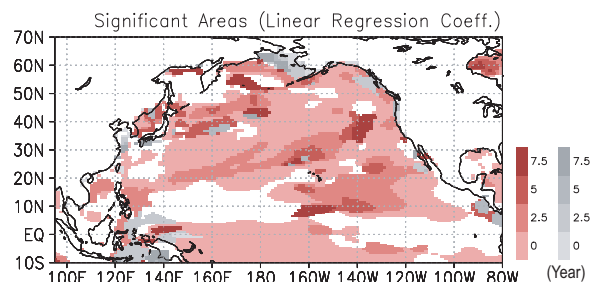 Significant Areas (Linear Regression Coeff.)
70N
60N
50N
40N
30N
20N
10N
EQ
10S
100E 120E 140E 160E 180 160W 140W 120W 100W 80W
7.5 7.5
5 5
2.5 2.5
0 0
(Year)